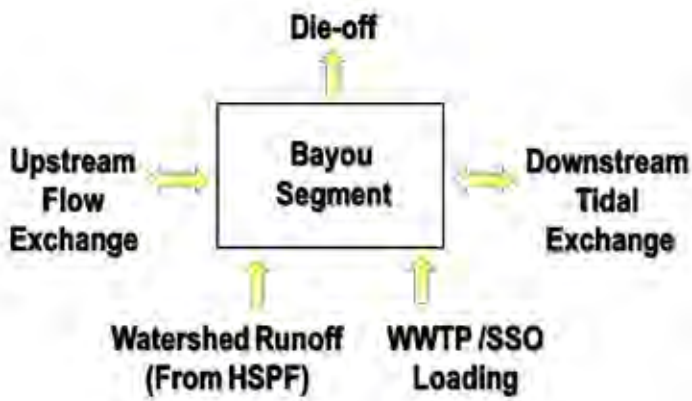 Die-off
Upstream
Flow
Exchange
Bayou
Segment
Downstream
Tidal
Exchange
Watershed Runoff
(From HSPF)
WWTP /SSO
Loading